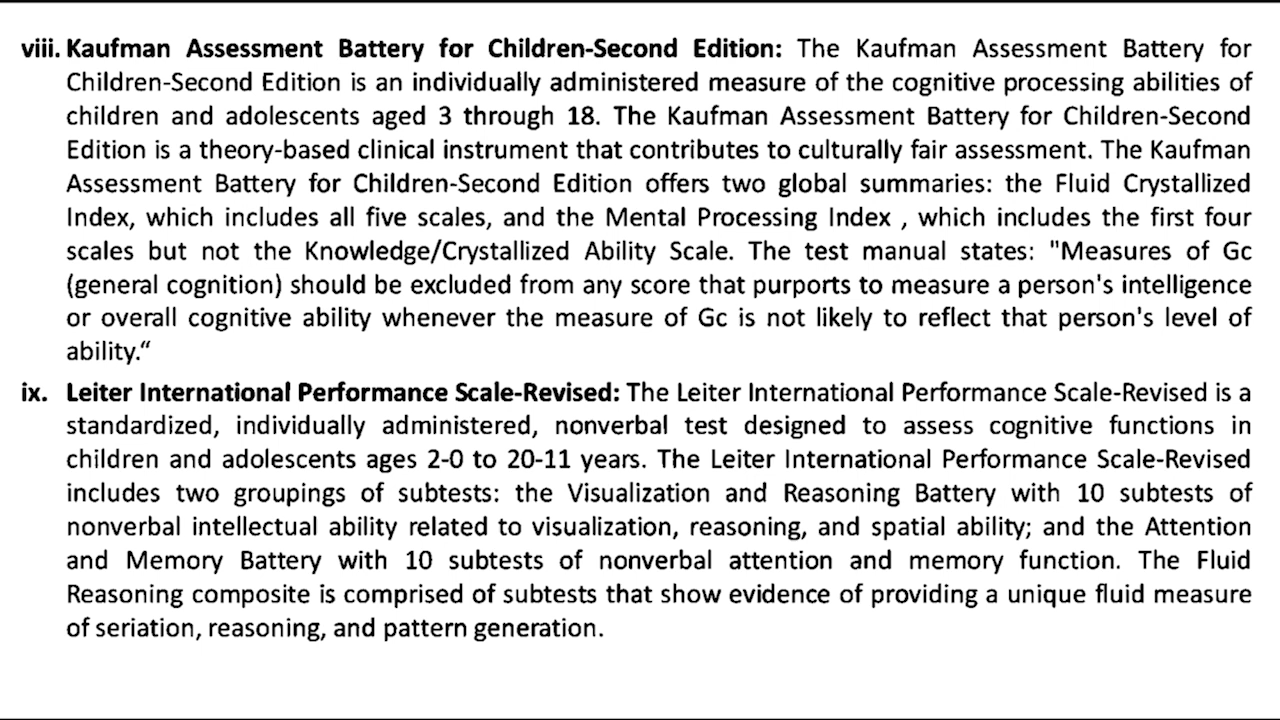 viii. Kaufman Assessment Battery for Children-Second Edition: The Kaufman Assessment Battery for
Children-Second Edition is an individually administered measure of the cognitive processing abilities of
children and adolescents aged 3 through 18. The Kaufman Assessment Battery for Children-Second
Edition is a theory-based clinical instrument that contributes to culturally fair assessment. The Kaufman
Assessment Battery for Children-Second Edition offers two global summaries: the Fluid Crystallized
Index, which includes all five scales, and the Mental Processing Index , which includes the first four
scales but not the Knowledge/Crystallized Ability Scale. The test manual states: "Measures of Gc
(general cognition) should be excluded from any score that purports to measure a person's intelligence
or overall cognitive ability whenever the measure of Gc is not likely to reflect that person's level of
ability.“
ix. Leiter International Performance Scale-Revised: The Leiter International Performance Scale-Revised is a
standardized, individually administered, nonverbal test designed to assess cognitive functions in
children and adolescents ages 2-0 to 20-11 years. The Leiter International Performance Scale-Revised
includes two groupings of subtests: the Visualization and Reasoning Battery with 10 subtests of
nonverbal intellectual ability related to visualization, reasoning, and spatial ability; and the Attention
and Memory Battery with 10 subtests of nonverbal attention and memory function. The Fluid
Reasoning composite is comprised of subtests that show evidence of providing a unique fluid measure
of seriation, reasoning, and pattern generation.